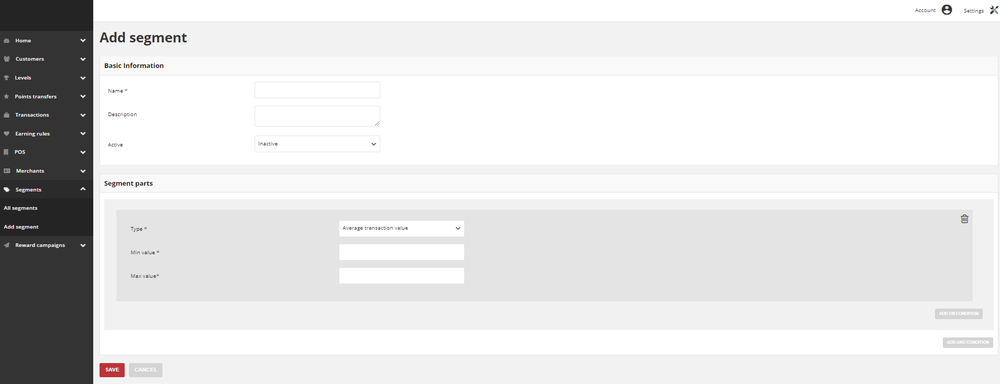 Account
Settings
Home
Customers
Levels
Points transfers
Transactions
Earning rules
POS
Merchants
Segments
All segments
Add segment
Reward campaigns
Add segment
Basic Information
Name *
Description
Active
Inactive
Segment parts
Type *
Average transaction value
Min value *
Max value*
ADD OR CONDITION
ADD AND CONDITION
SAVE
CANCEL